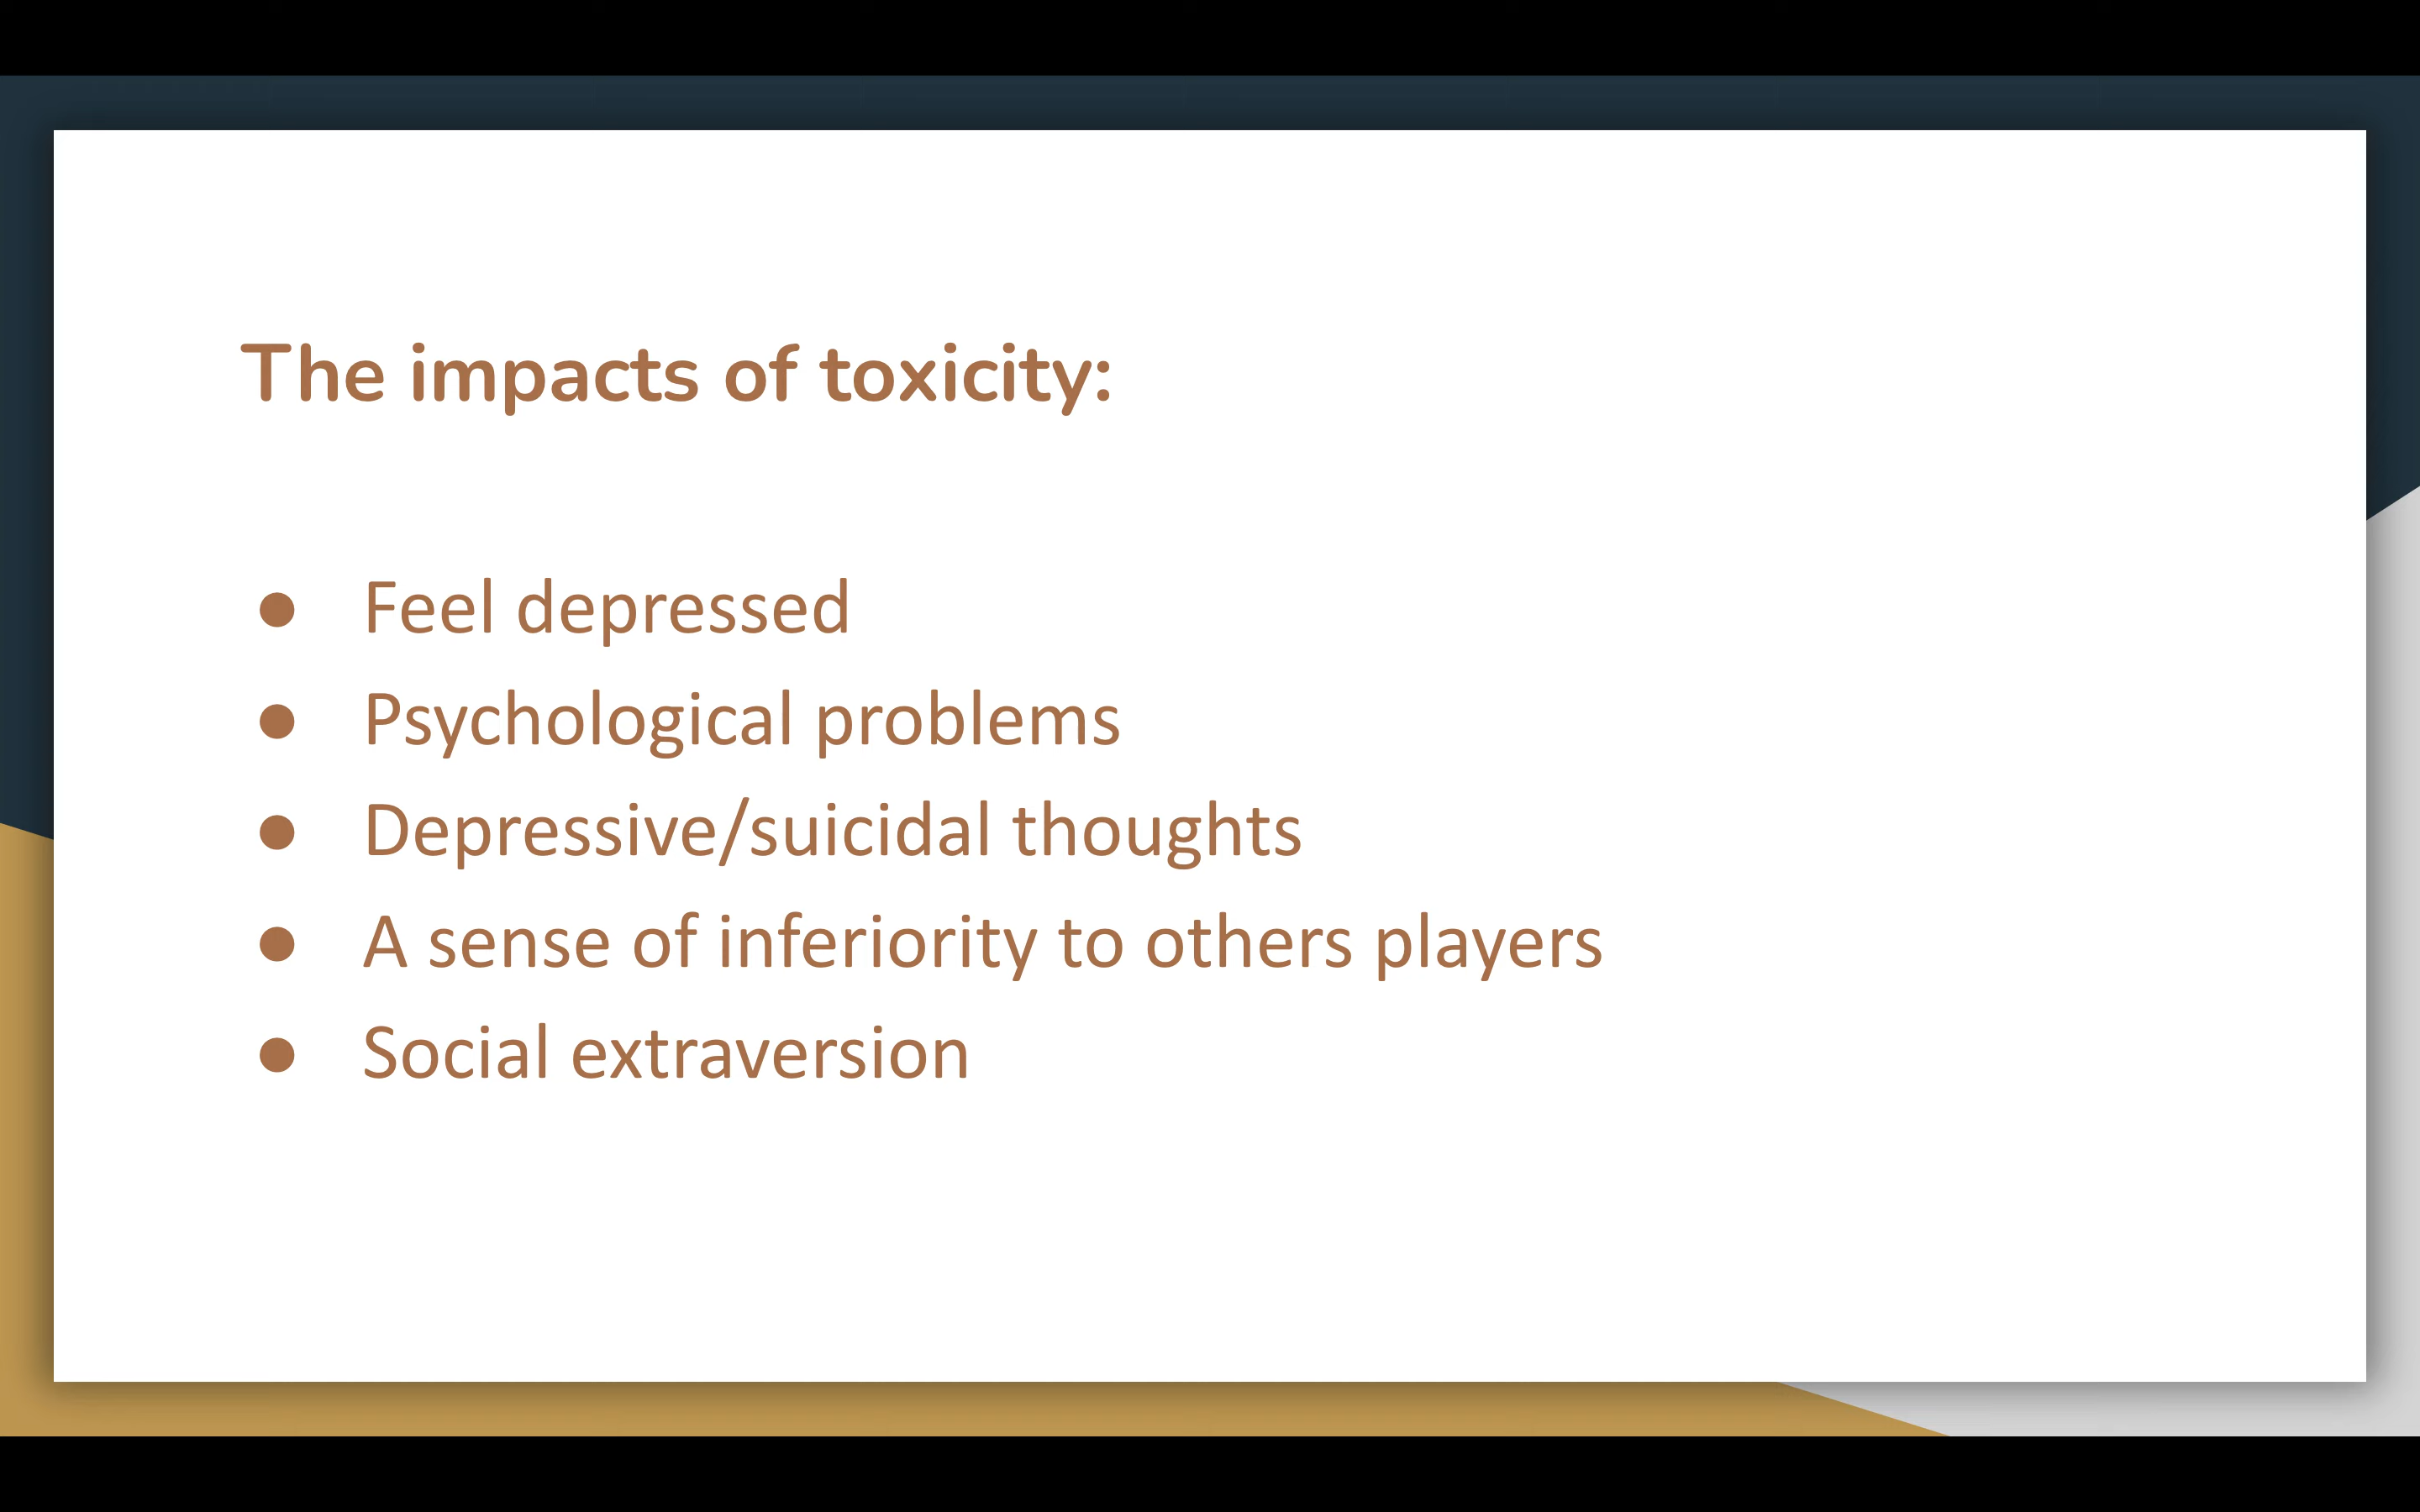 The impacts of toxicity:
● Feel depressed
● Psychological problems
● Depressive/suicidal thoughts
● A sense of inferiority to others players
● Social extraversion